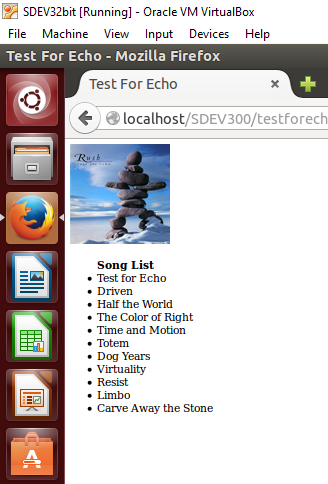 SDEV32bit [Running] - Oracle VM VirtualBox
File Machine View Input Devices Help
Test For Echo - Mozilla Firefox
Test For Echo
localhost/SDEV300/testforech
Rush
Song List
Test for Echo
Driven
Half the World
The Color of Right
Time and Motion
Totem
Dog Years
Virtuality
Resist
Limbo
Carve Away the Stone